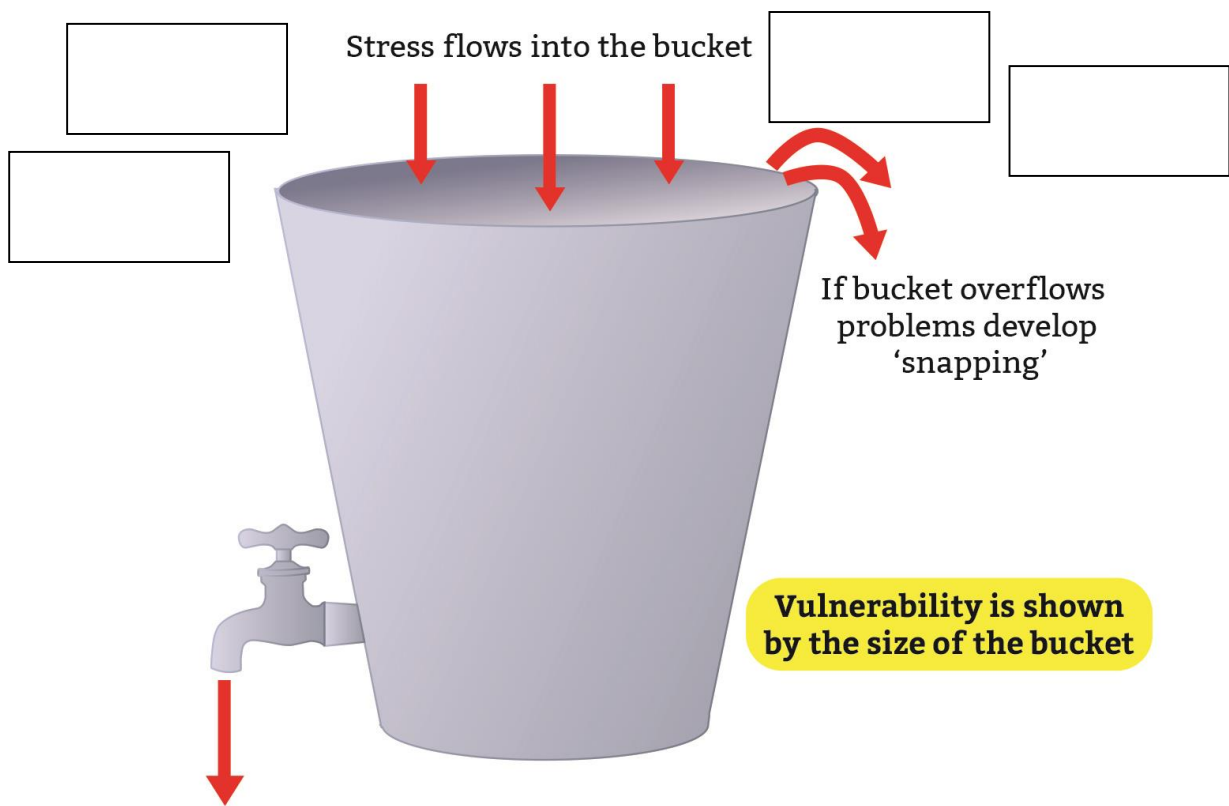 Stress flows into the bucket
If bucket overflows
problems develop
‘snapping’
Vulnerability is shown
by the size of the bucket